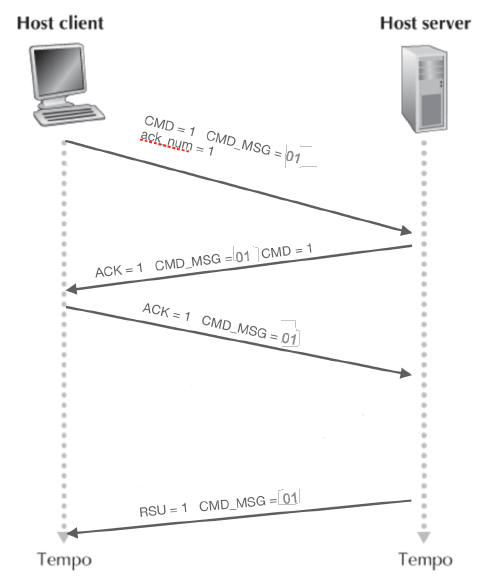 Host client
Host server
CMD = 1 CMD_MSG = 01
ack_num = 1
ACK = 1 CMD_MSG = 01 CMD = 1
ACK = 1 CMD_MSG = 01
RSU = 1 CMD_MSG = 01
Tempo
Tempo